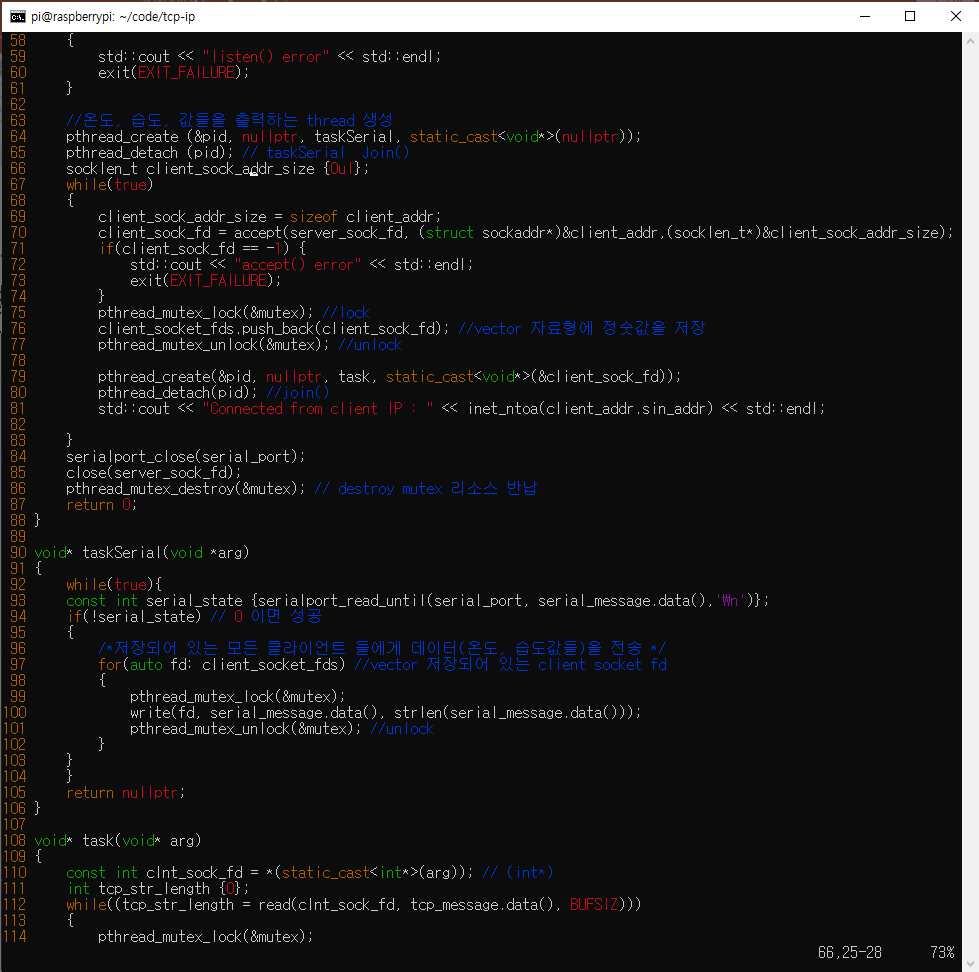 pi@raspberrypi: ~/code/tcp-ip
58     {
59         std::cout << "listen() error" << std::endl;
60         exit(EXIT_FAILURE);
61     }
62
63     //온도, 습도, 값들을 출력하는 thread 생성
64     pthread_create (&pid, nullptr, taskSerial, static_cast<void*>(nullptr));
65     pthread_detach (pid); // taskSerial  Join()
66     socklen_t client_sock_addr_size {0ul};
67     while(true)
68     {
69         client_sock_addr_size = sizeof client_addr;
70         client_sock_fd = accept(server_sock_fd, (struct sockaddr*)&client_addr,(socklen_t*)&client_sock_addr_size);
71         if(client_sock_fd == -1) {
72             std::cout << "accept() error" << std::endl;
73             exit(EXIT_FAILURE);
74         }
75         pthread_mutex_lock(&mutex); //lock
76         client_socket_fds.push_back(client_sock_fd); //vector 자료형에 정숫값을 저장
77         pthread_mutex_unlock(&mutex); //unlock
78
79         pthread_create(&pid, nullptr, task, static_cast<void*>(&client_sock_fd));
80         pthread_detach(pid); //join()
81         std::cout << "Connected from client IP : " << inet_ntoa(client_addr.sin_addr) << std::endl;
82
83     }
84     serialport_close(serial_port);
85     close(server_sock_fd);
86     pthread_mutex_destroy(&mutex); // destroy mutex 리소스 반납
87     return 0;
88 }
89
90 void* taskSerial(void *arg)
91 {
92     while(true){
93     const int serial_state {serialport_read_until(serial_port, serial_message.data(),'₩n')};
94     if(!serial_state) // 0 이면 성공
95     {
96         /*저장되어 있는 모든 클라이언트 들에게 데이터(온도, 습도값들)을 전송 */
97         for(auto fd: client_socket_fds) //vector 저장되어 있는 client socket fd
98         {
99             pthread_mutex_lock(&mutex);
100             write(fd, serial_message.data(), strlen(serial_message.data()));
101             pthread_mutex_unlock(&mutex); //unlock
102         }
103     }
104     }
105     return nullptr;
106 }
107
108 void* task(void* arg)
109 {
110     const int clnt_sock_fd = *(static_cast<int*>(arg)); // (int*)
111     int tcp_str_length {0};
112     while((tcp_str_length = read(clnt_sock_fd, tcp_message.data(), BUFSIZ)))
113     {
114         pthread_mutex_lock(&mutex);
66,25-28      73%